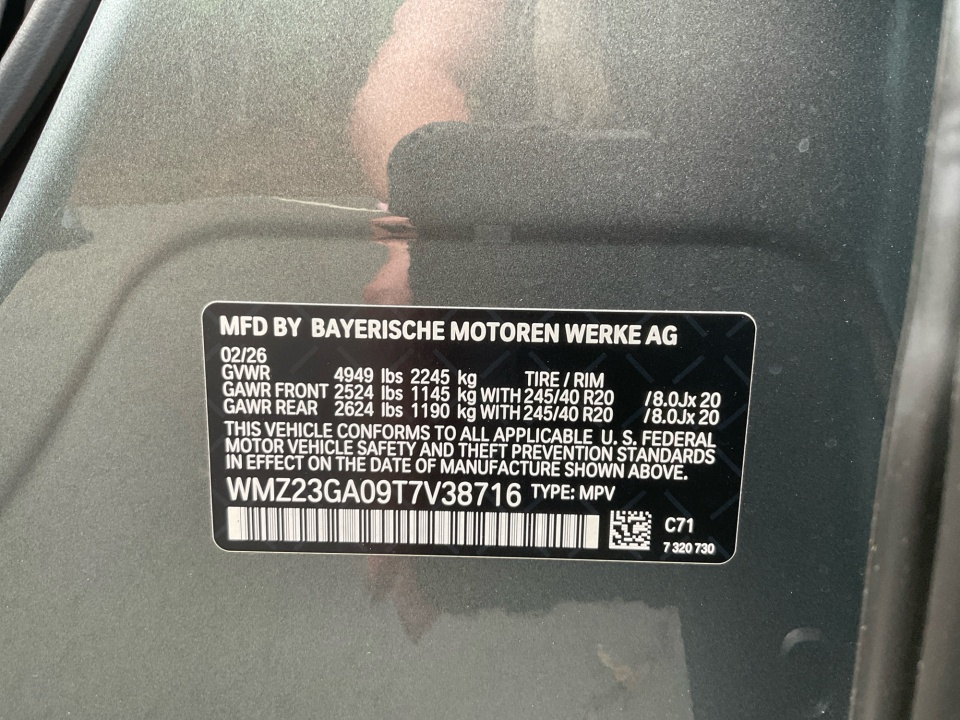 MFD BY BAYERISCHE MOTOREN WERKE AG
02/26
GVWR 4949 lbs 2245 kg TIRE / RIM
GAWR FRONT 2524 lbs 1145 kg WITH 245/40 R20 /8.0Jx 20
GAWR REAR 2624 lbs 1190 kg WITH 245/40 R20 /8.0Jx 20
THIS VEHICLE CONFORMS TO ALL APPLICABLE U. S. FEDERAL
MOTOR VEHICLE SAFETY AND THEFT PREVENTION STANDARDS
IN EFFECT ON THE DATE OF MANUFACTURE SHOWN ABOVE.
WMZ23GA09T7V38716 TYPE: MPV
C71
7 320 730